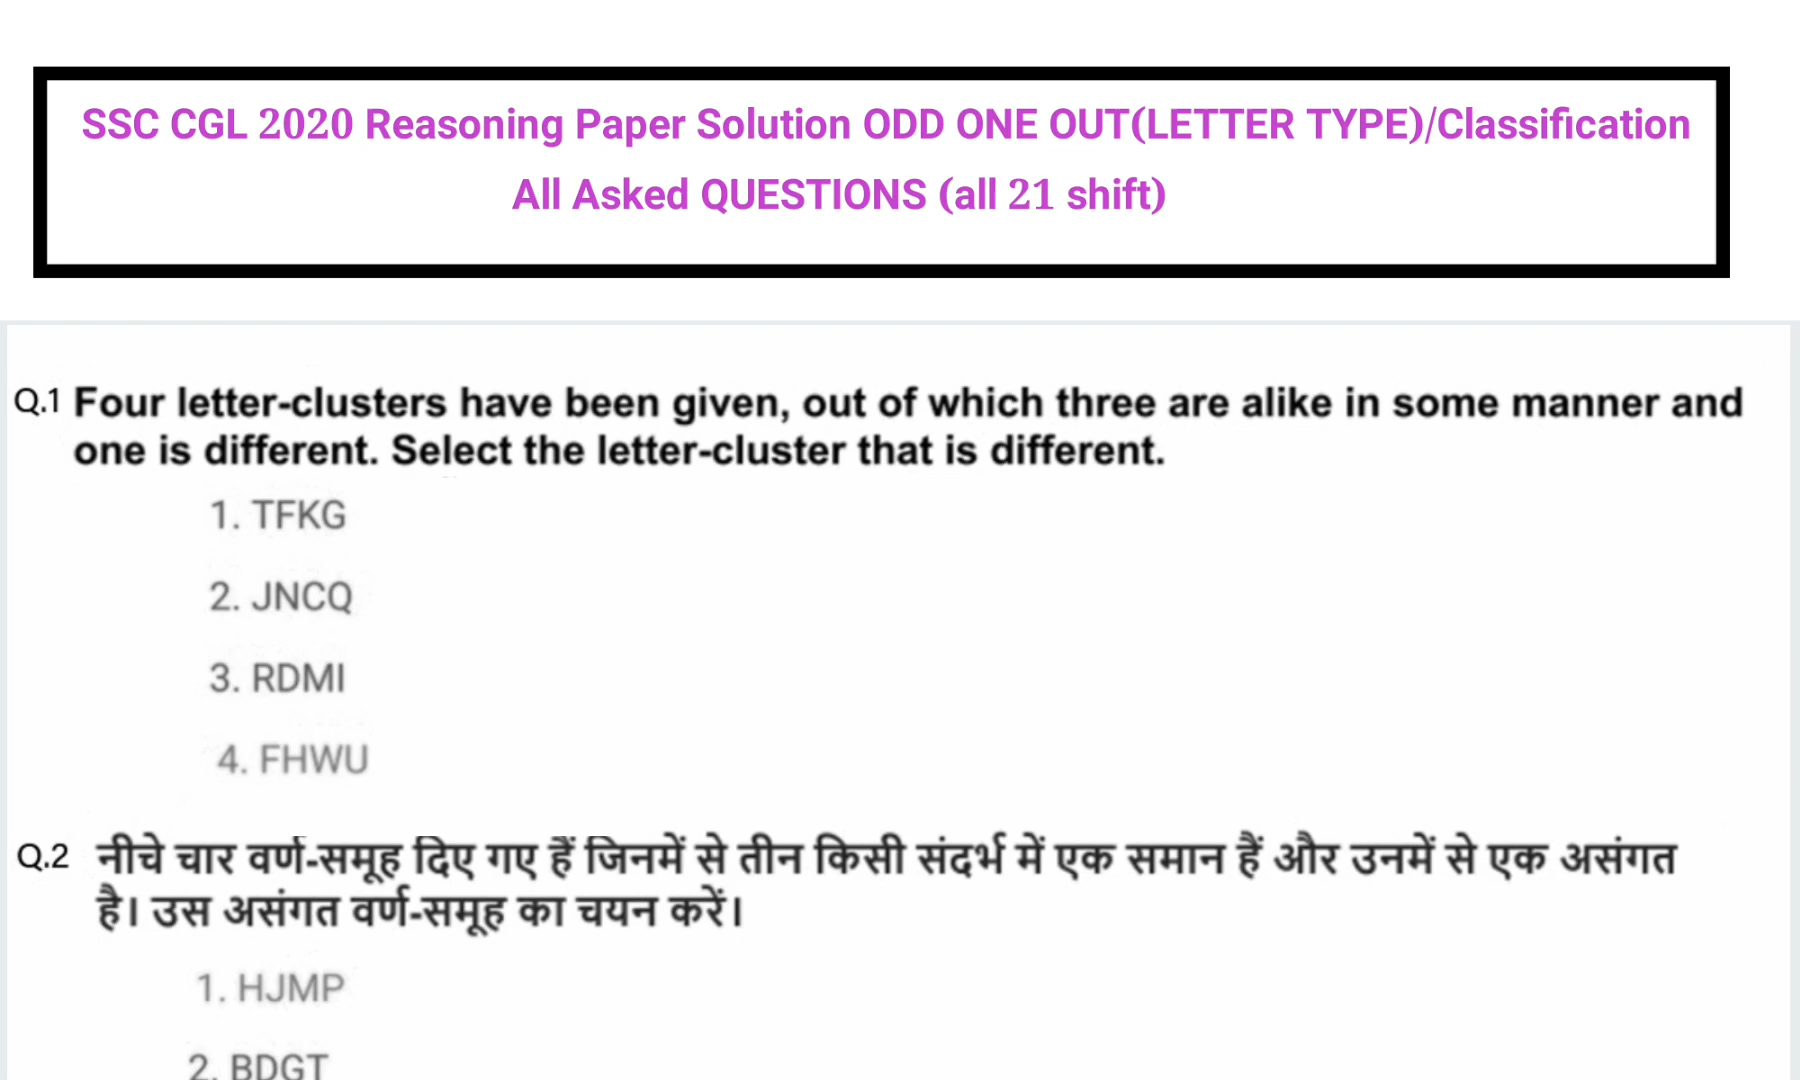 SSC CGL 2020 Reasoning Paper Solution ODD ONE OUT(LETTER TYPE)/Classification
All Asked QUESTIONS (all 21 shift)
Q.1 Four letter-clusters have been given, out of which three are alike in some manner and
one is different. Select the letter-cluster that is different.
1. TFKG
2. JNCQ
3. RDMI
4. FHWU
Q.2 नीचे चार वर्ण-समूह दिए गए हैं जिनमें से तीन किसी संदर्भ में एक समान हैं और उनमें से एक असंगत
है। उस असंगत वर्ण-समूह का चयन करें।
1. HJMP
2. BDGT